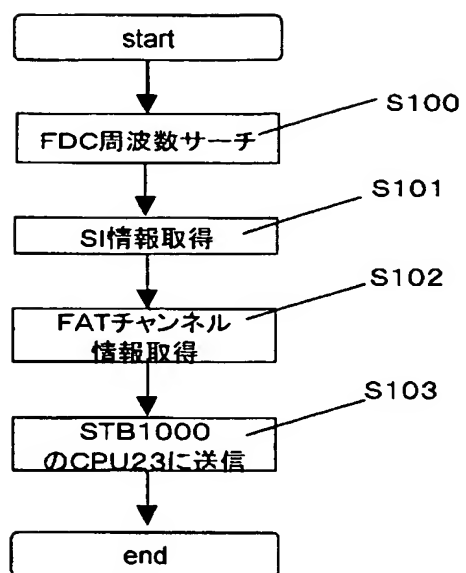 start
S100
FDC周波数サーチ
S101
SI情報取得
S102
FATチャンネル
情報取得
S103
STB1000
のCPU23に送信
end